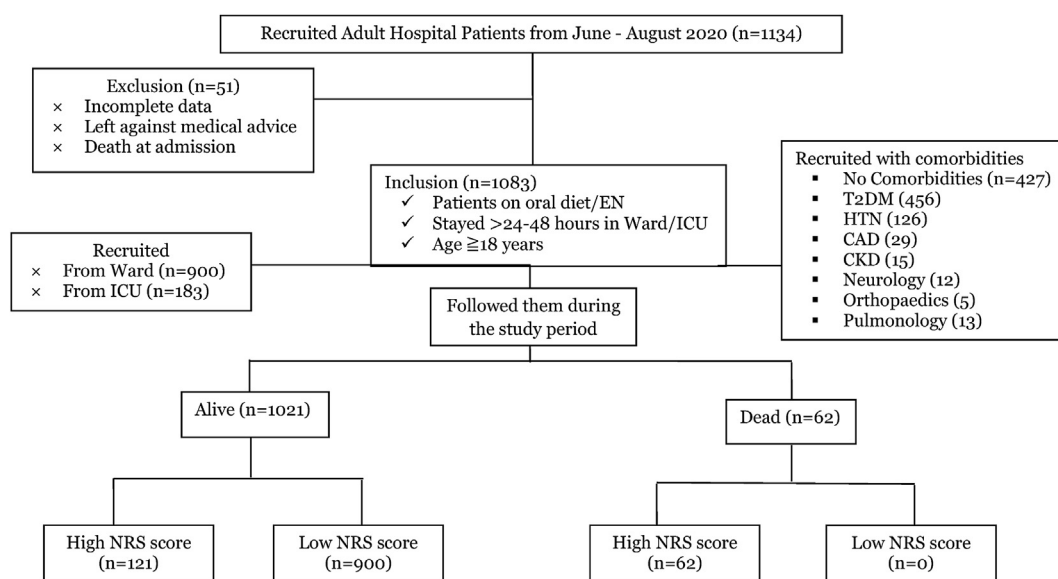 Recruited Adult Hospital Patients from June - August 2020 (n=1134)
Exclusion (n=51)
× Incomplete data
× Left against medical advice
× Death at admission
Inclusion (n=1083)
✓ Patients on oral diet/EN
✓ Stayed >24-48 hours in Ward/ICU
✓ Age ≧18 years
Recruited with comorbidities
▪ No Comorbidities (n=427)
▪ T2DM (456)
▪ HTN (126)
▪ CAD (29)
▪ CKD (15)
▪ Neurology (12)
▪ Orthopaedics (5)
▪ Pulmonology (13)
Recruited
× From Ward (n=900)
× From ICU (n=183)
Followed them during
the study period
Alive (n=1021)
Dead (n=62)
High NRS score
(n=121)
Low NRS score
(n=900)
High NRS score
(n=62)
Low NRS score
(n=0)